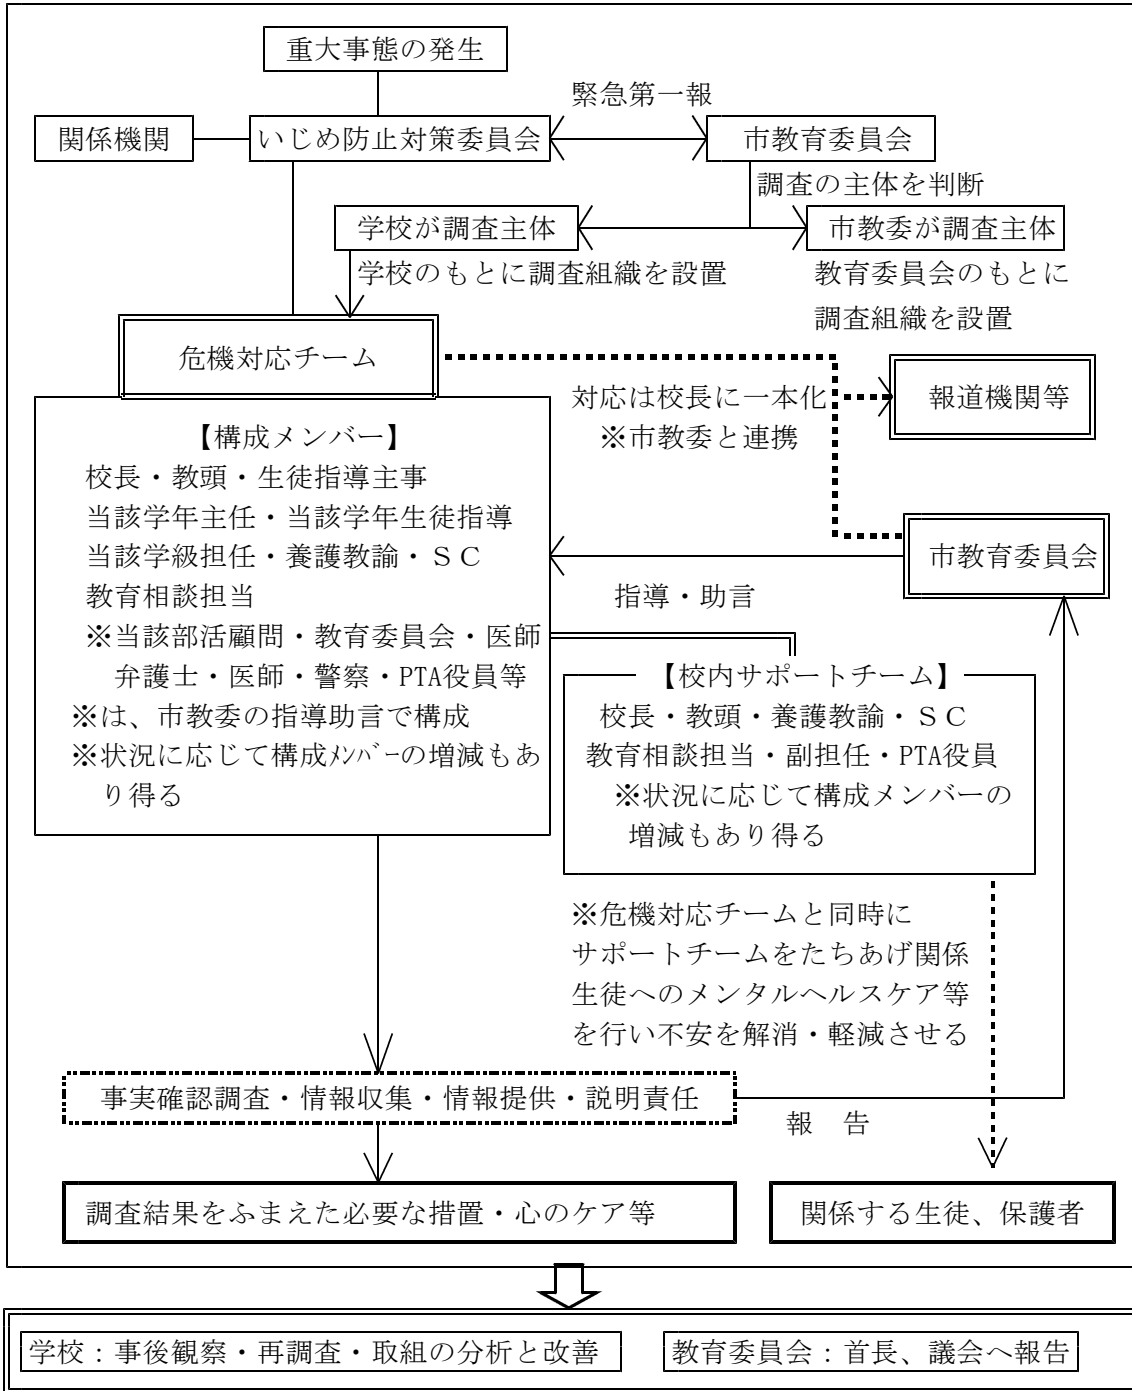 重大事態の発生
緊急第一報
関係機関
いじめ防止対策委員会
市教育委員会
調査の主体を判断
学校が調査主体
市教委が調査主体
学校のもとに調査組織を設置
教育委員会のもとに
調査組織を設置
危機対応チーム
対応は校長に一本化
※市教委と連携
報道機関等
【構成メンバー】
校長・教頭・生徒指導主事
当該学年主任・当該学年生徒指導
当該学級担任・養護教諭・ＳＣ
教育相談担当
※当該部活顧問・教育委員会・医師
弁護士・医師・警察・PTA役員等
※は、市教委の指導助言で構成
※状況に応じて構成ﾒﾝﾊﾞｰの増減もあ
り得る
市教育委員会
指導・助言
【校内サポートチーム】
校長・教頭・養護教諭・ＳＣ
教育相談担当・副担任・PTA役員
※状況に応じて構成メンバーの
増減もあり得る
※危機対応チームと同時に
サポートチームをたちあげ関係
生徒へのメンタルヘルスケア等
を行い不安を解消・軽減させる
事実確認調査・情報収集・情報提供・説明責任
報　告
調査結果をふまえた必要な措置・心のケア等
関係する生徒、保護者
学校：事後観察・再調査・取組の分析と改善
教育委員会：首長、議会へ報告